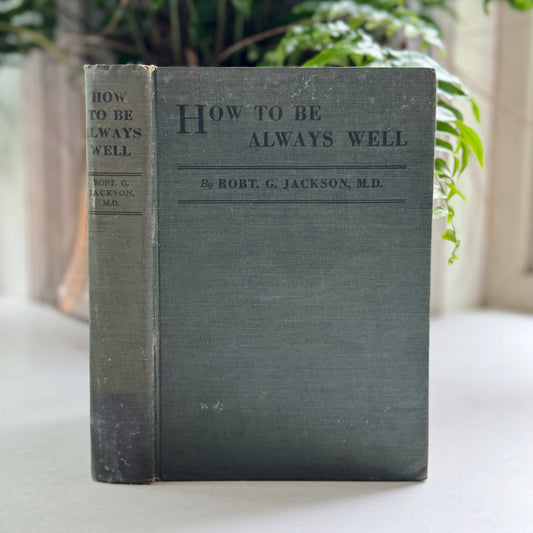 HOW
TO BE
ALWAYS
WELL
ROBT. G.
JACKSON,
M.D.
HOW TO BE
ALWAYS WELL
By ROBT. G. JACKSON, M.D.